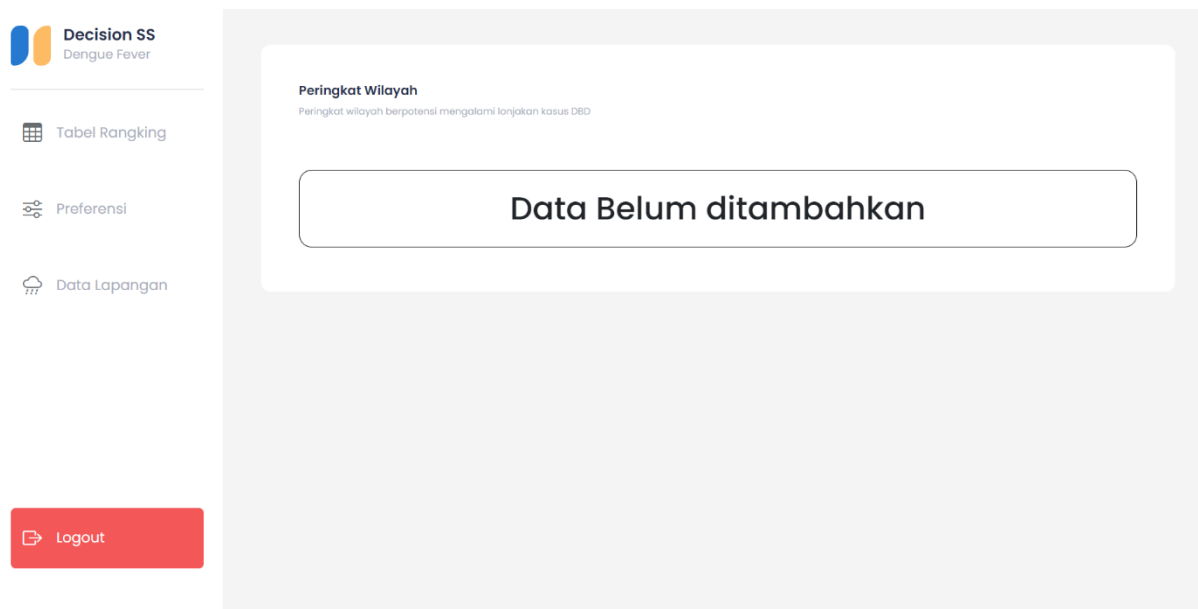 Decision SS
Dengue Fever
Tabel Rangking
Preferensi
Data Lapangan
Logout
Peringkat Wilayah
Peringkat wilayah berpotensi mengalami lonjakan kasus DBD
Data Belum ditambahkan